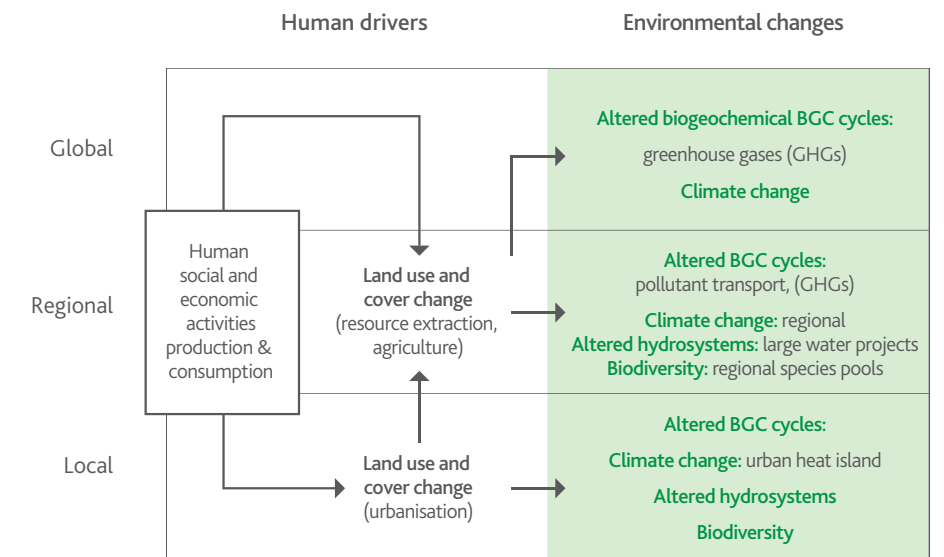 Human drivers
Environmental changes
Global
Altered biogeochemical BGC cycles:
greenhouse gases (GHGs)
Climate change
Human
social and
economic
activities
production &
consumption
Regional
Land use and
cover change
(resource extraction,
agriculture)
Altered BGC cycles:
pollutant transport, (GHGs)
Climate change: regional
Altered hydrosystems: large water projects
Biodiversity: regional species pools
Local
Land use and
cover change
(urbanisation)
Altered BGC cycles:
Climate change: urban heat island
Altered hydrosystems
Biodiversity